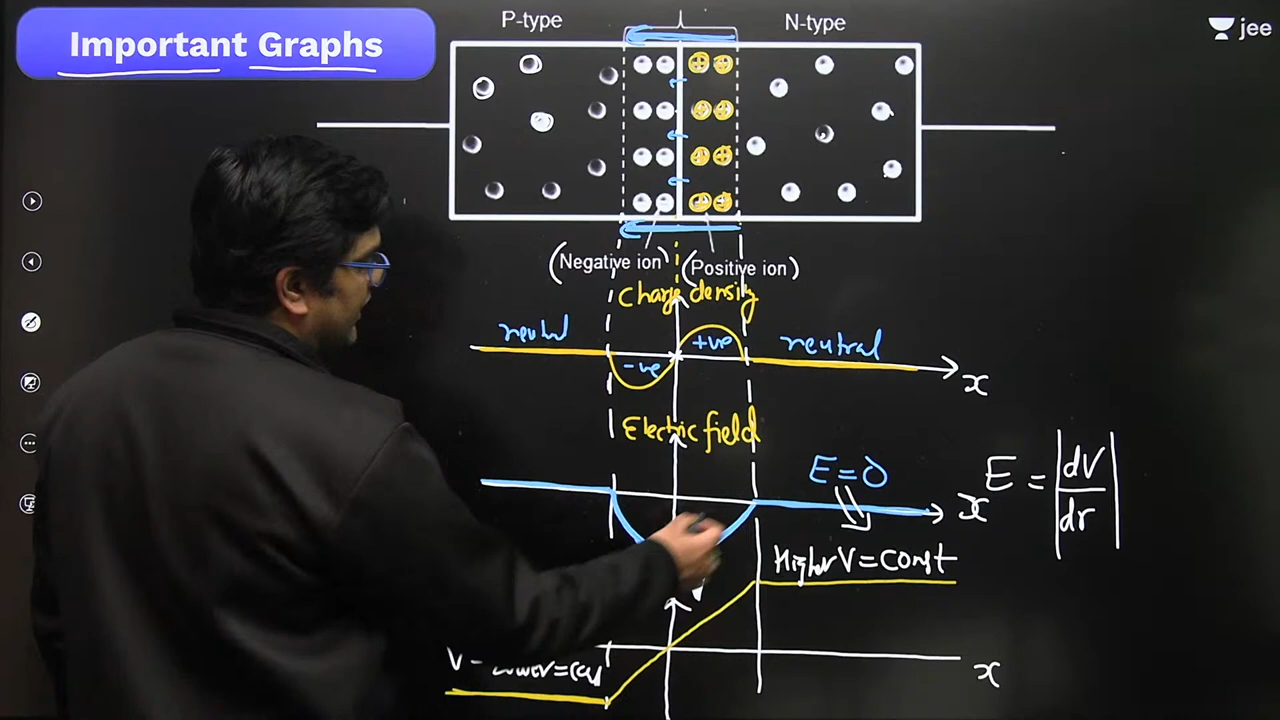 Important Graphs
P-type
N-type
jee
(Negative ion)
(Positive ion)
Charge density
neutral
-ve
+ve
neutral
x
Electric field
E=0
x
E = |dV/dr|
Higher V = Const
V
x